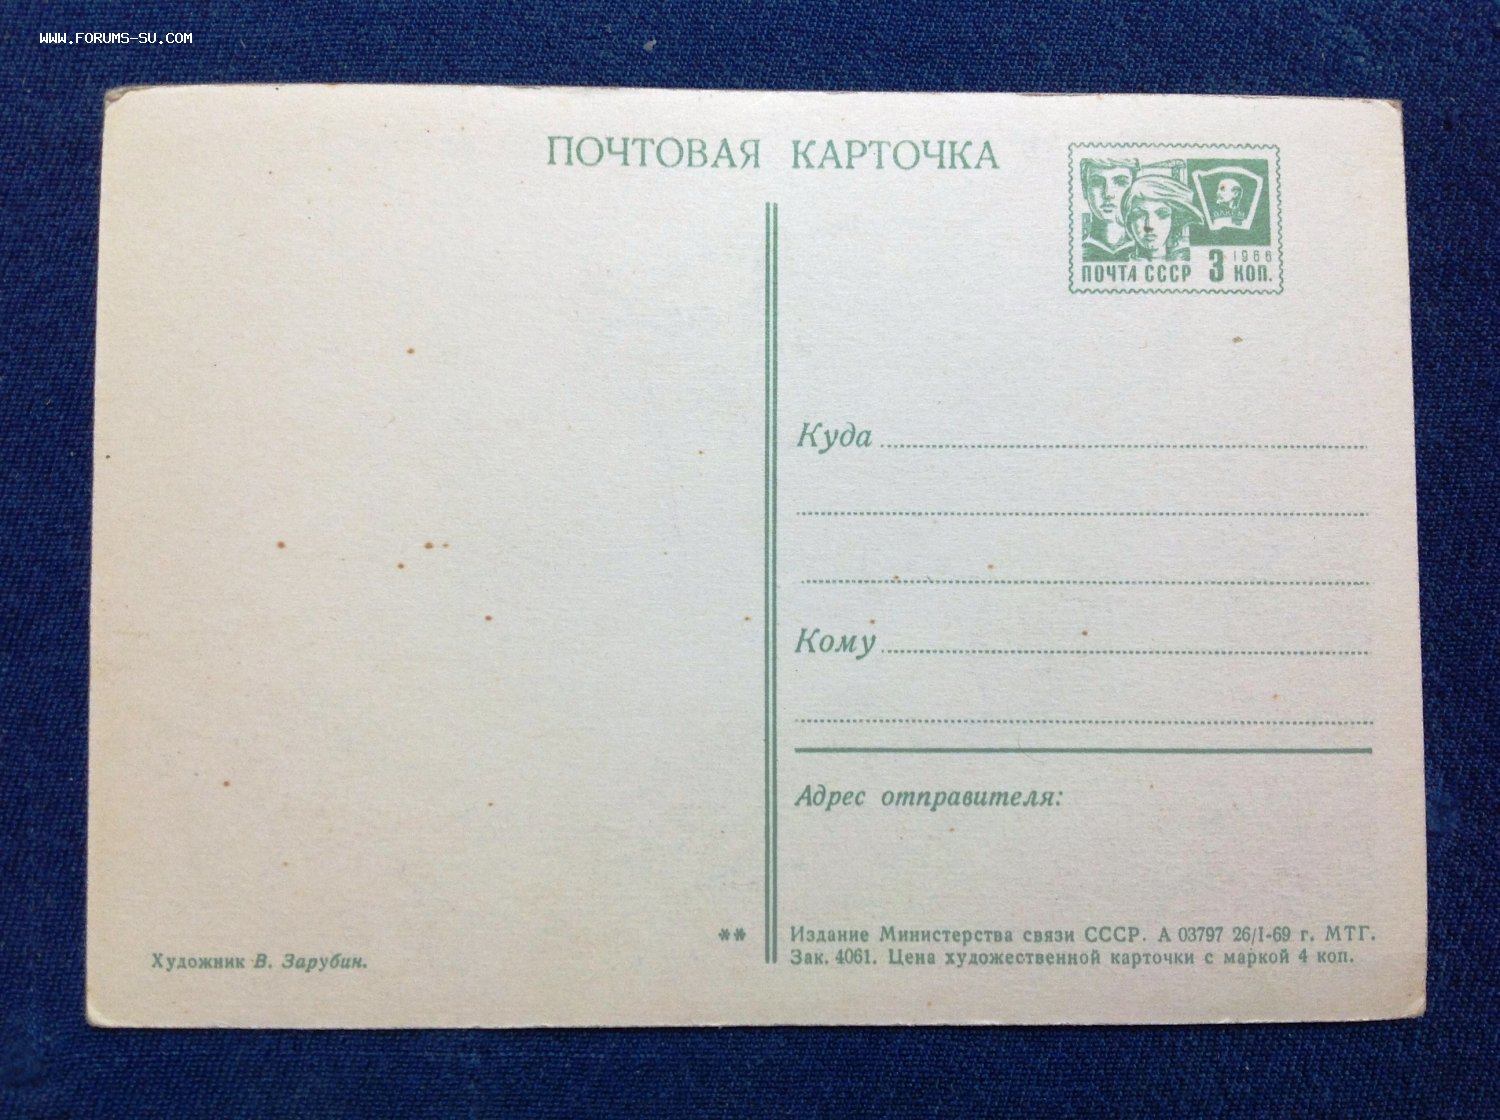 WWW.FORUMS-SU.COM
ПОЧТОВАЯ КАРТОЧКА
ВЛКСМ
1966
ПОЧТА СССР 3 КОП.
Куда
Кому
Адрес отправителя:
** Издание Министерства связи СССР. А 03797 26/I-69 г. МТГ.
Зак. 4061. Цена художественной карточки с маркой 4 коп.
Художник В. Зарубин.